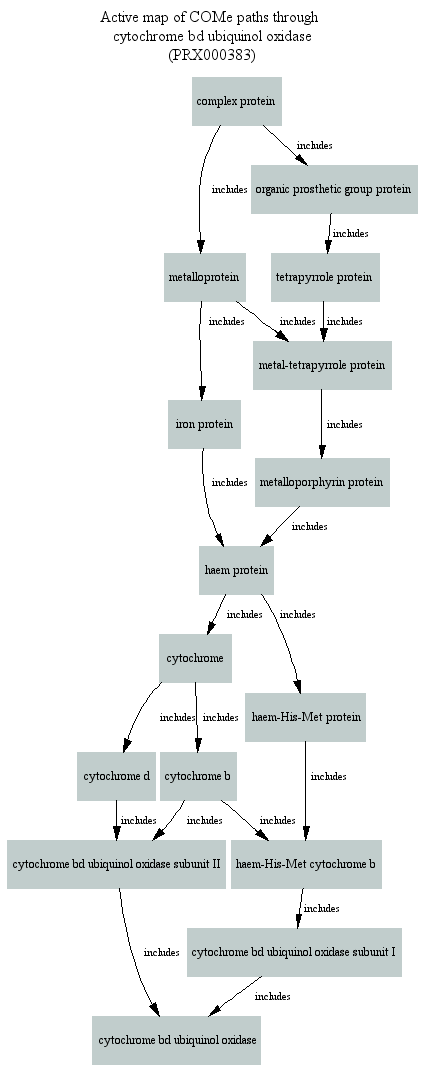 Active map of COMe paths through
cytochrome bd ubiquinol oxidase
(PRX000383)
complex protein
includes
includes
organic prosthetic group protein
includes
metalloprotein
tetrapyrrole protein
includes
includes
includes
metal-tetrapyrrole protein
iron protein
includes
includes
metalloporphyrin protein
includes
haem protein
includes
includes
cytochrome
haem-His-Met protein
includes
includes
includes
cytochrome d
cytochrome b
includes
includes
includes
cytochrome bd ubiquinol oxidase subunit II
haem-His-Met cytochrome b
includes
cytochrome bd ubiquinol oxidase subunit I
includes
includes
cytochrome bd ubiquinol oxidase